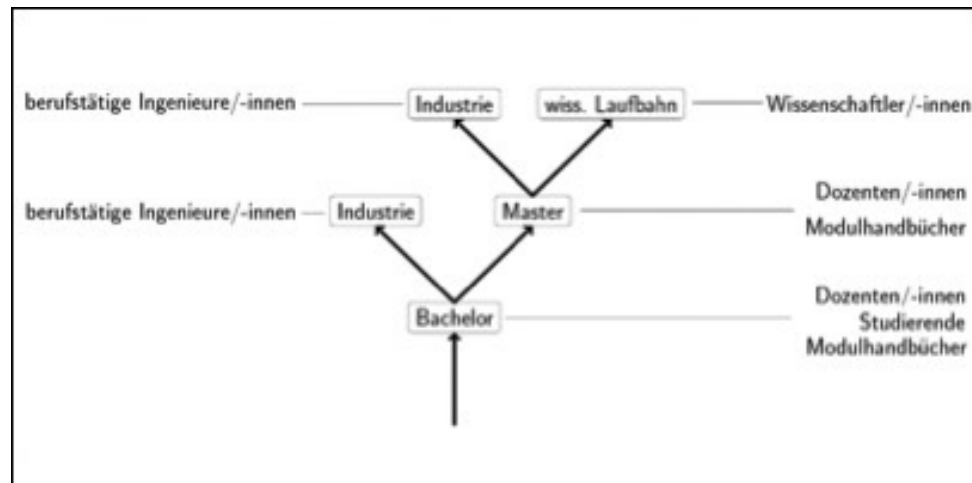 berufstätige Ingenieure/-innen Industrie wiss. Laufbahn Wissenschaftler/-innen
berufstätige Ingenieure/-innen Industrie Master Dozenten/-innen
Modulhandbücher
Bachelor Dozenten/-innen
Studierende
Modulhandbücher